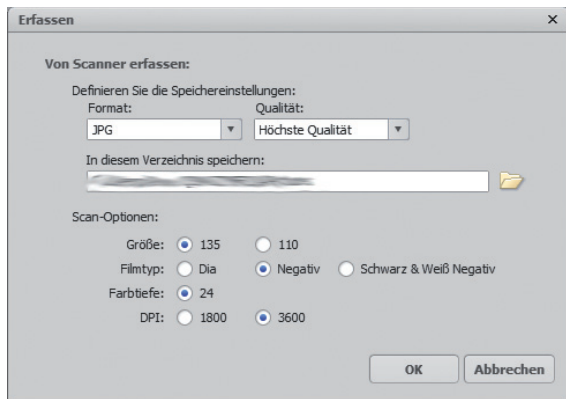 Erfassen
Von Scanner erfassen:
Definieren Sie die Speichereinstellungen:
Format: Qualität:
JPG Höchste Qualität
In diesem Verzeichnis speichern:
Scan-Optionen:
Größe: 135 110
Filmtyp: Dia Negativ Schwarz & Weiß Negativ
Farbtiefe: 24
DPI: 1800 3600
OK Abbrechen